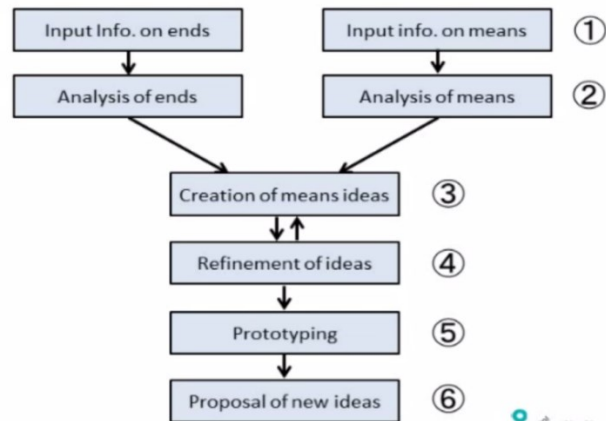 Input Info. on ends
Input info. on means
①
Analysis of ends
Analysis of means
②
Creation of means ideas
③
Refinement of ideas
④
Prototyping
⑤
Proposal of new ideas
⑥